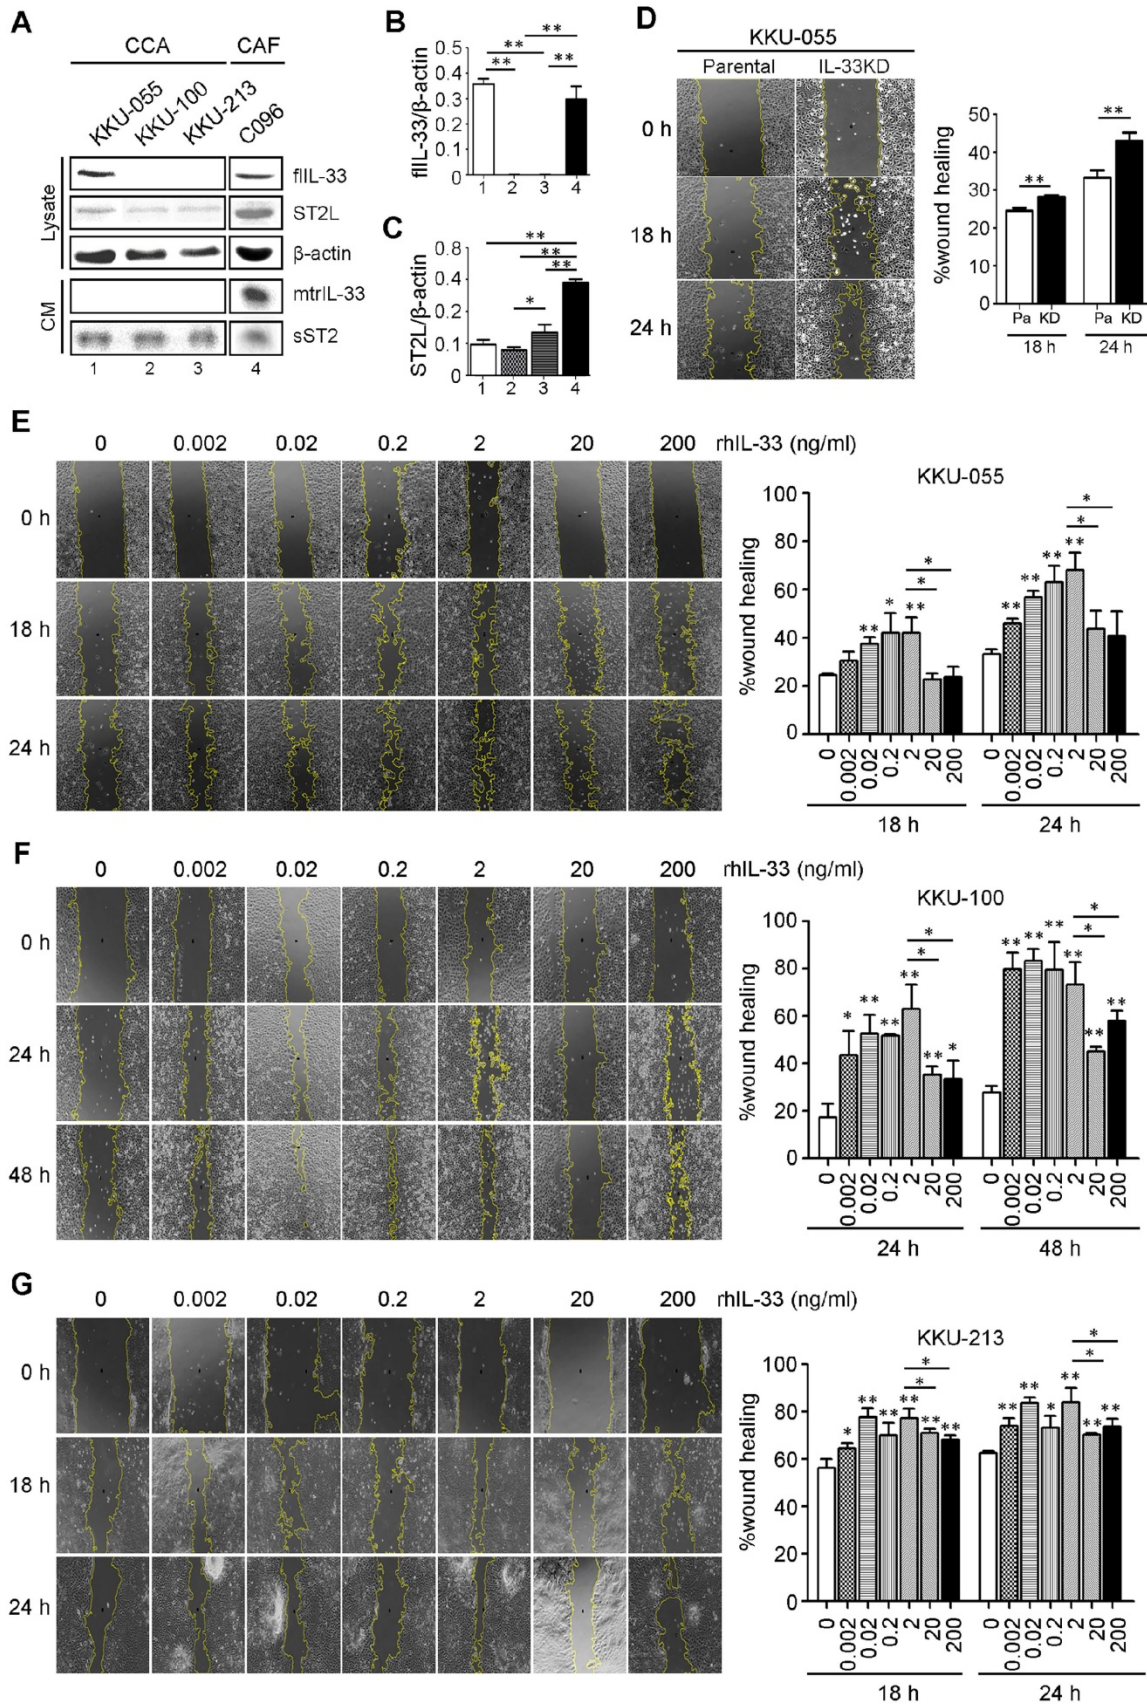 A
CCA CAF
KKU-055 KKU-100 KKU-213 C096
Lysate
flIL-33
ST2L
β-actin
CM
mtrIL-33
sST2
1 2 3 4
B
flIL-33/β-actin
0.5
0.4
0.3
0.2
0.1
0
** ** ** **
1 2 3 4
C
ST2L/β-actin
0.8
0.4
0.1
0
** ** ** *
1 2 3 4
D
KKU-055
Parental IL-33KD
0 h
18 h
24 h
%wound healing
50
40
30
20
10
0
** **
Pa KD Pa KD
18 h 24 h
E
0 0.002 0.02 0.2 2 20 200 rhIL-33 (ng/ml)
0 h
18 h
24 h
KKU-055
%wound healing
100
80
60
40
20
0
** * ** * * ** ** ** ** * *
0 0.002 0.02 0.2 2 20 200 0 0.002 0.02 0.2 2 20 200
18 h 24 h
F
0 0.002 0.02 0.2 2 20 200 rhIL-33 (ng/ml)
0 h
24 h
48 h
KKU-100
%wound healing
100
80
60
40
20
0
* ** ** ** ** * * * ** ** ** ** ** ** * *
0 0.002 0.02 0.2 2 20 200 0 0.002 0.02 0.2 2 20 200
24 h 48 h
G
0 0.002 0.02 0.2 2 20 200 rhIL-33 (ng/ml)
0 h
18 h
24 h
KKU-213
%wound healing
100
80
60
40
20
0
* ** ** ** ** ** * * ** ** * ** ** ** * *
0 0.002 0.02 0.2 2 20 200 0 0.002 0.02 0.2 2 20 200
18 h 24 h